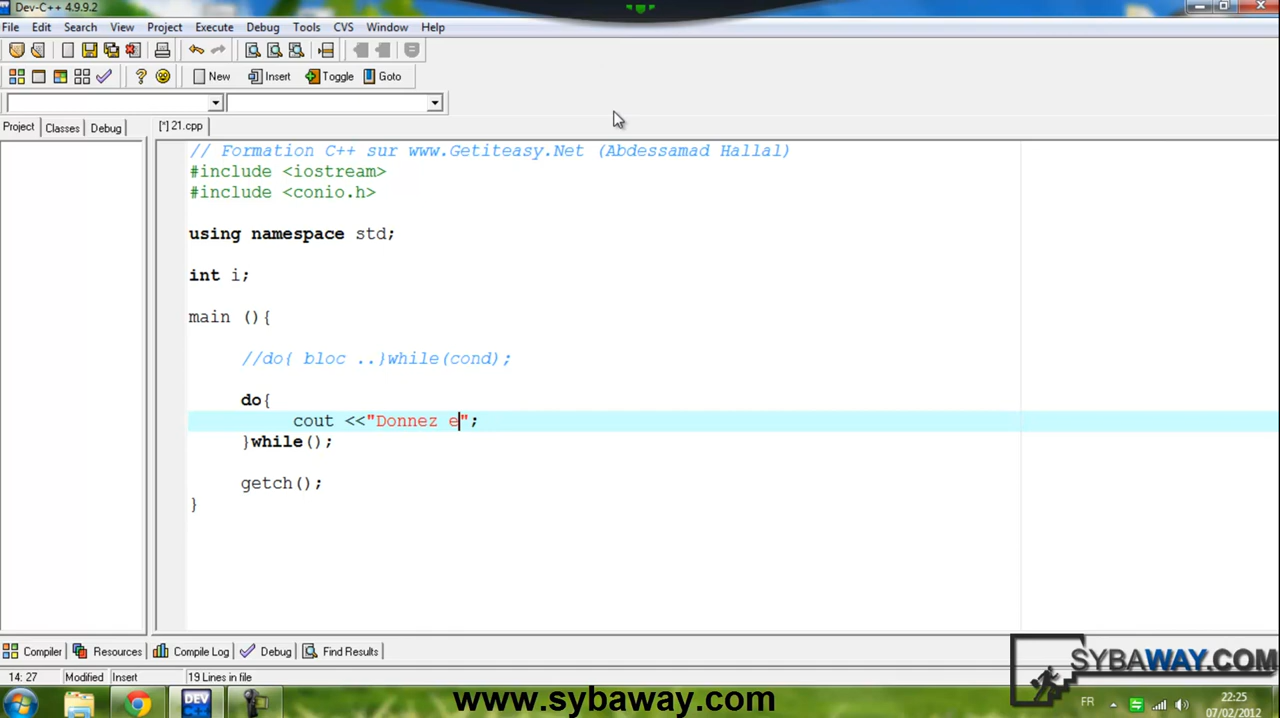 Dev-C++ 4.9.9.2
File Edit Search View Project Execute Debug Tools CVS Window Help
New Insert Toggle Goto
Project Classes Debug [*] 21.cpp
// Formation C++ sur www.Getiteasy.Net (Abdessamad Hallal)
#include <iostream>
#include <conio.h>
using namespace std;
int i;
main (){
//do{ bloc ..}while(cond);
do{
cout <<"Donnez e";
}while();
getch();
}
Compiler Resources Compile Log Debug Find Results
SYBAWAY.COM
14: 27 Modified Insert 19 Lines in file
DEV
www.sybaway.com
FR
22:25
07/02/2012